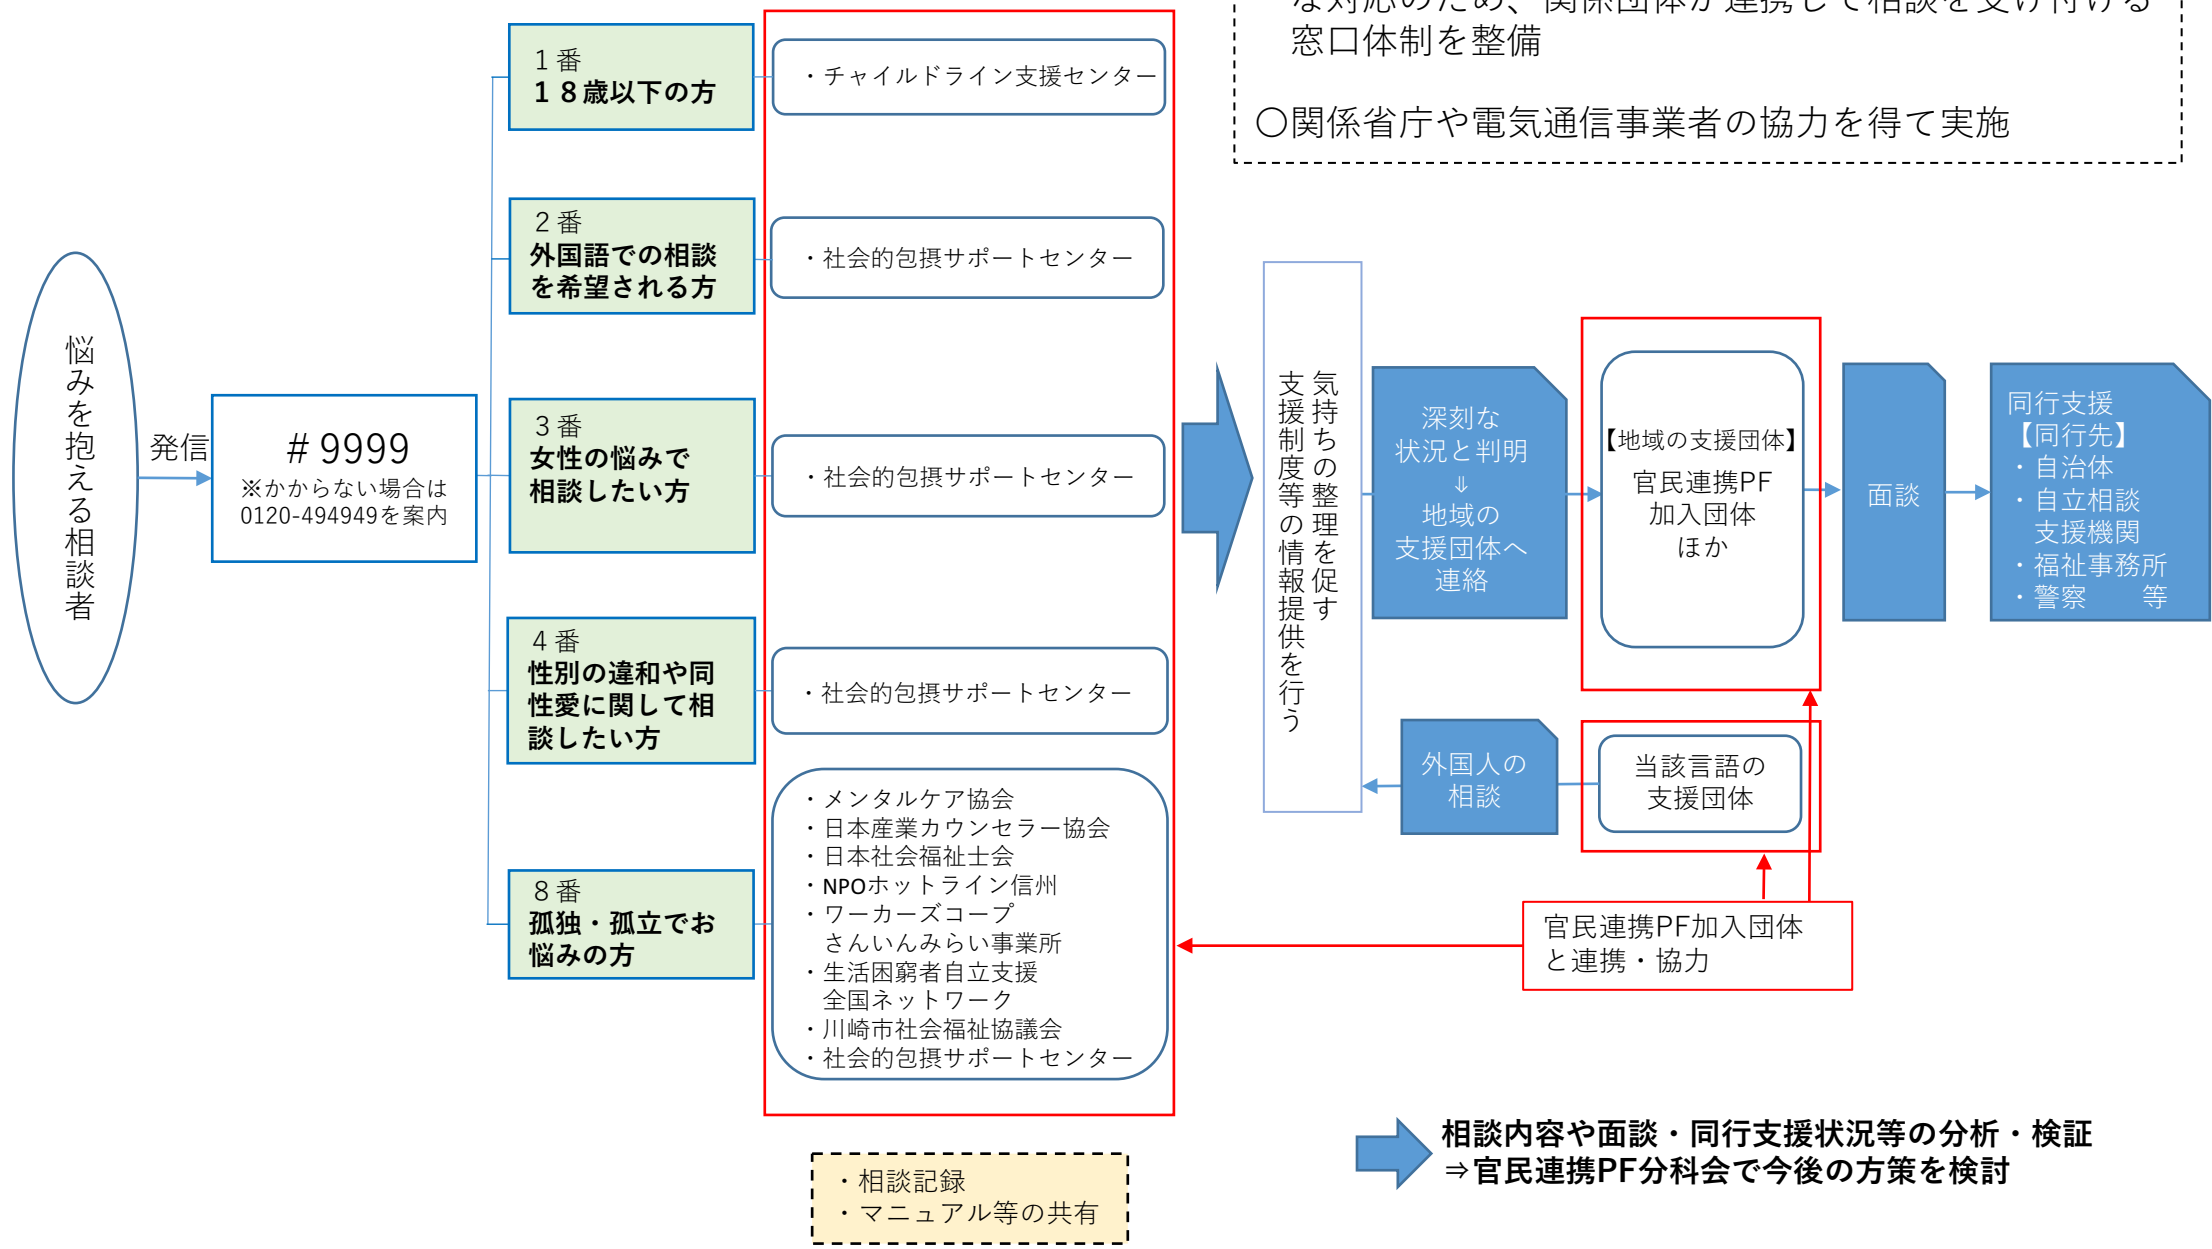 な対応のため、関係団体が連携して相談を受け付ける
窓口体制を整備
〇関係省庁や電気通信事業者の協力を得て実施
悩みを抱える相談者
発信
＃9999
※かからない場合は
0120-494949を案内
１番
１８歳以下の方
・チャイルドライン支援センター
２番
外国語での相談
を希望される方
・社会的包摂サポートセンター
３番
女性の悩みで
相談したい方
・社会的包摂サポートセンター
４番
性別の違和や同
性愛に関して相
談したい方
・社会的包摂サポートセンター
８番
孤独・孤立でお
悩みの方
・メンタルケア協会
・日本産業カウンセラー協会
・日本社会福祉士会
・NPOホットライン信州
・ワーカーズコープ
さんいんみらい事業所
・生活困窮者自立支援
全国ネットワーク
・川崎市社会福祉協議会
・社会的包摂サポートセンター
気持ちの整理を促す
支援制度等の情報提供を行う
深刻な
状況と判明
⇓
地域の
支援団体へ
連絡
【地域の支援団体】
官民連携PF
加入団体
ほか
面談
同行支援
【同行先】
・自治体
・自立相談
支援機関
・福祉事務所
・警察　　等
外国人の
相談
当該言語の
支援団体
官民連携PF加入団体
と連携・協力
・相談記録
・マニュアル等の共有
相談内容や面談・同行支援状況等の分析・検証
⇒官民連携PF分科会で今後の方策を検討